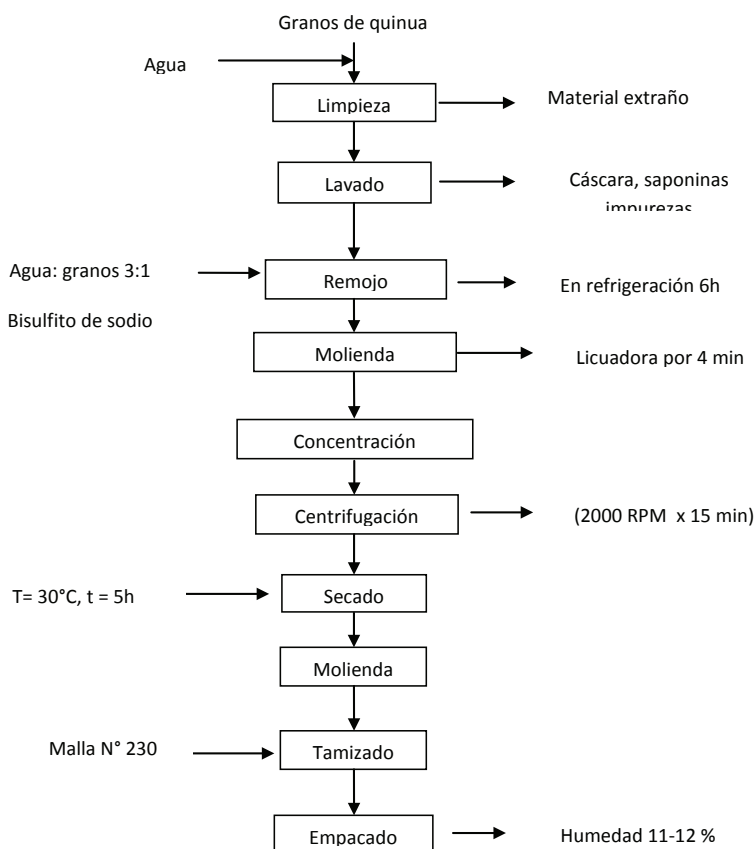 Granos de quinua
Agua
Limpieza
Material extraño
Lavado
Cáscara, saponinas
impurezas
Agua: granos 3:1
Remojo
En refrigeración 6h
Bisulfito de sodio
Molienda
Licuadora por 4 min
Concentración
Centrifugación
(2000 RPM x 15 min)
T= 30°C, t = 5h
Secado
Molienda
Malla N° 230
Tamizado
Empacado
Humedad 11-12 %